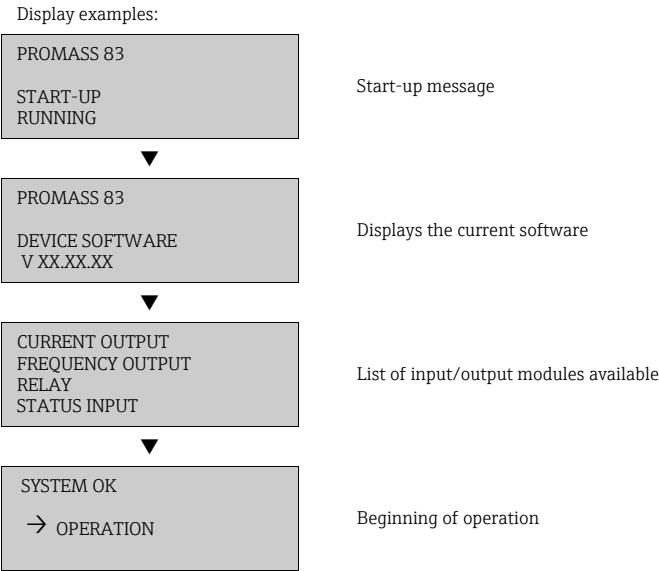 Display examples:
PROMASS 83
START-UP
RUNNING
Start-up message
▼
PROMASS 83
DEVICE SOFTWARE
V XX.XX.XX
Displays the current software
▼
CURRENT OUTPUT
FREQUENCY OUTPUT
RELAY
STATUS INPUT
List of input/output modules available
▼
SYSTEM OK
→ OPERATION
Beginning of operation